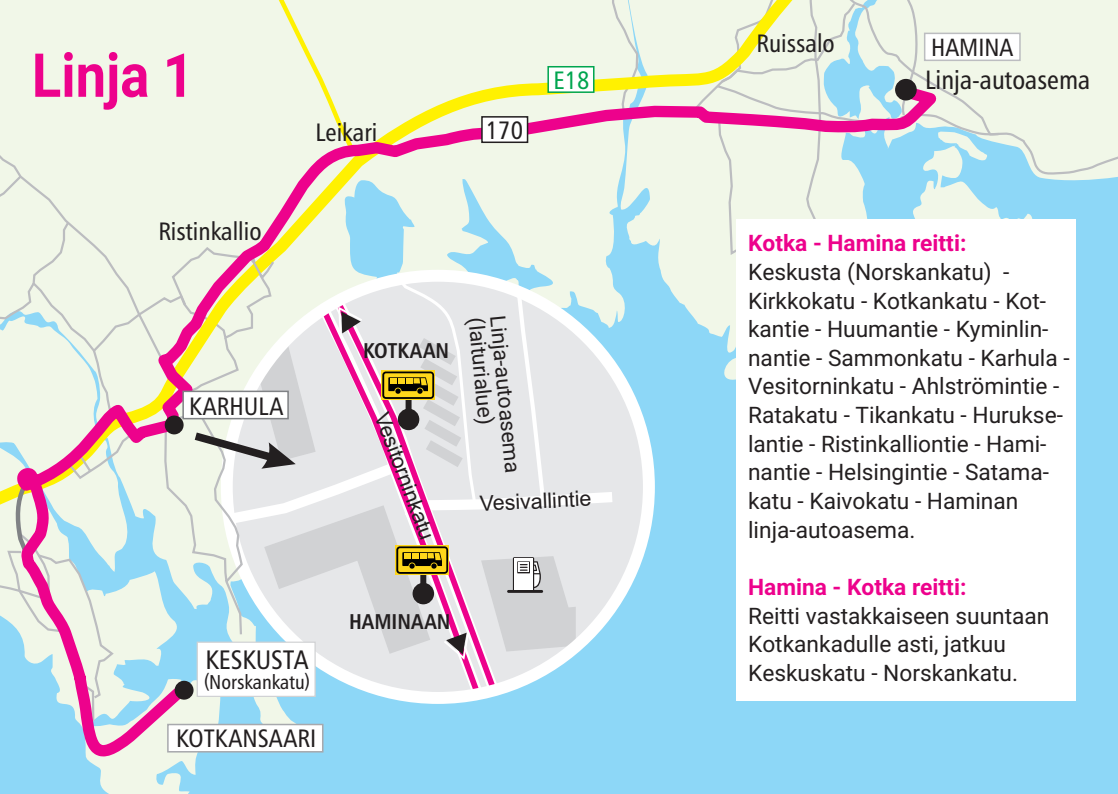 Linja 1
Ruissalo
HAMINA
Linja-autoasema
E18
170
Leikari
Ristinkallio
KARHULA
KOTKAAN
Linja-autoasema
(laiturialue)
Vesitorninkatu
Vesivallintie
HAMINAAN
KESKUSTA
(Norskankatu)
KOTKANSAARI
Kotka - Hamina reitti:
Keskusta (Norskankatu) -
Kirkkokatu - Kotkankatu - Kot-
kantie - Huumantie - Kyminlin-
nantie - Sammonkatu - Karhula -
Vesitorninkatu - Ahlströmintie -
Ratakatu - Tikankatu - Hurukse-
lantie - Ristinkalliontie - Hami-
nantie - Helsingintie - Satama-
katu - Kaivokatu - Haminan
linja-autoasema.
Hamina - Kotka reitti:
Reitti vastakkaiseen suuntaan
Kotkankadulle asti, jatkuu
Keskuskatu - Norskankatu.